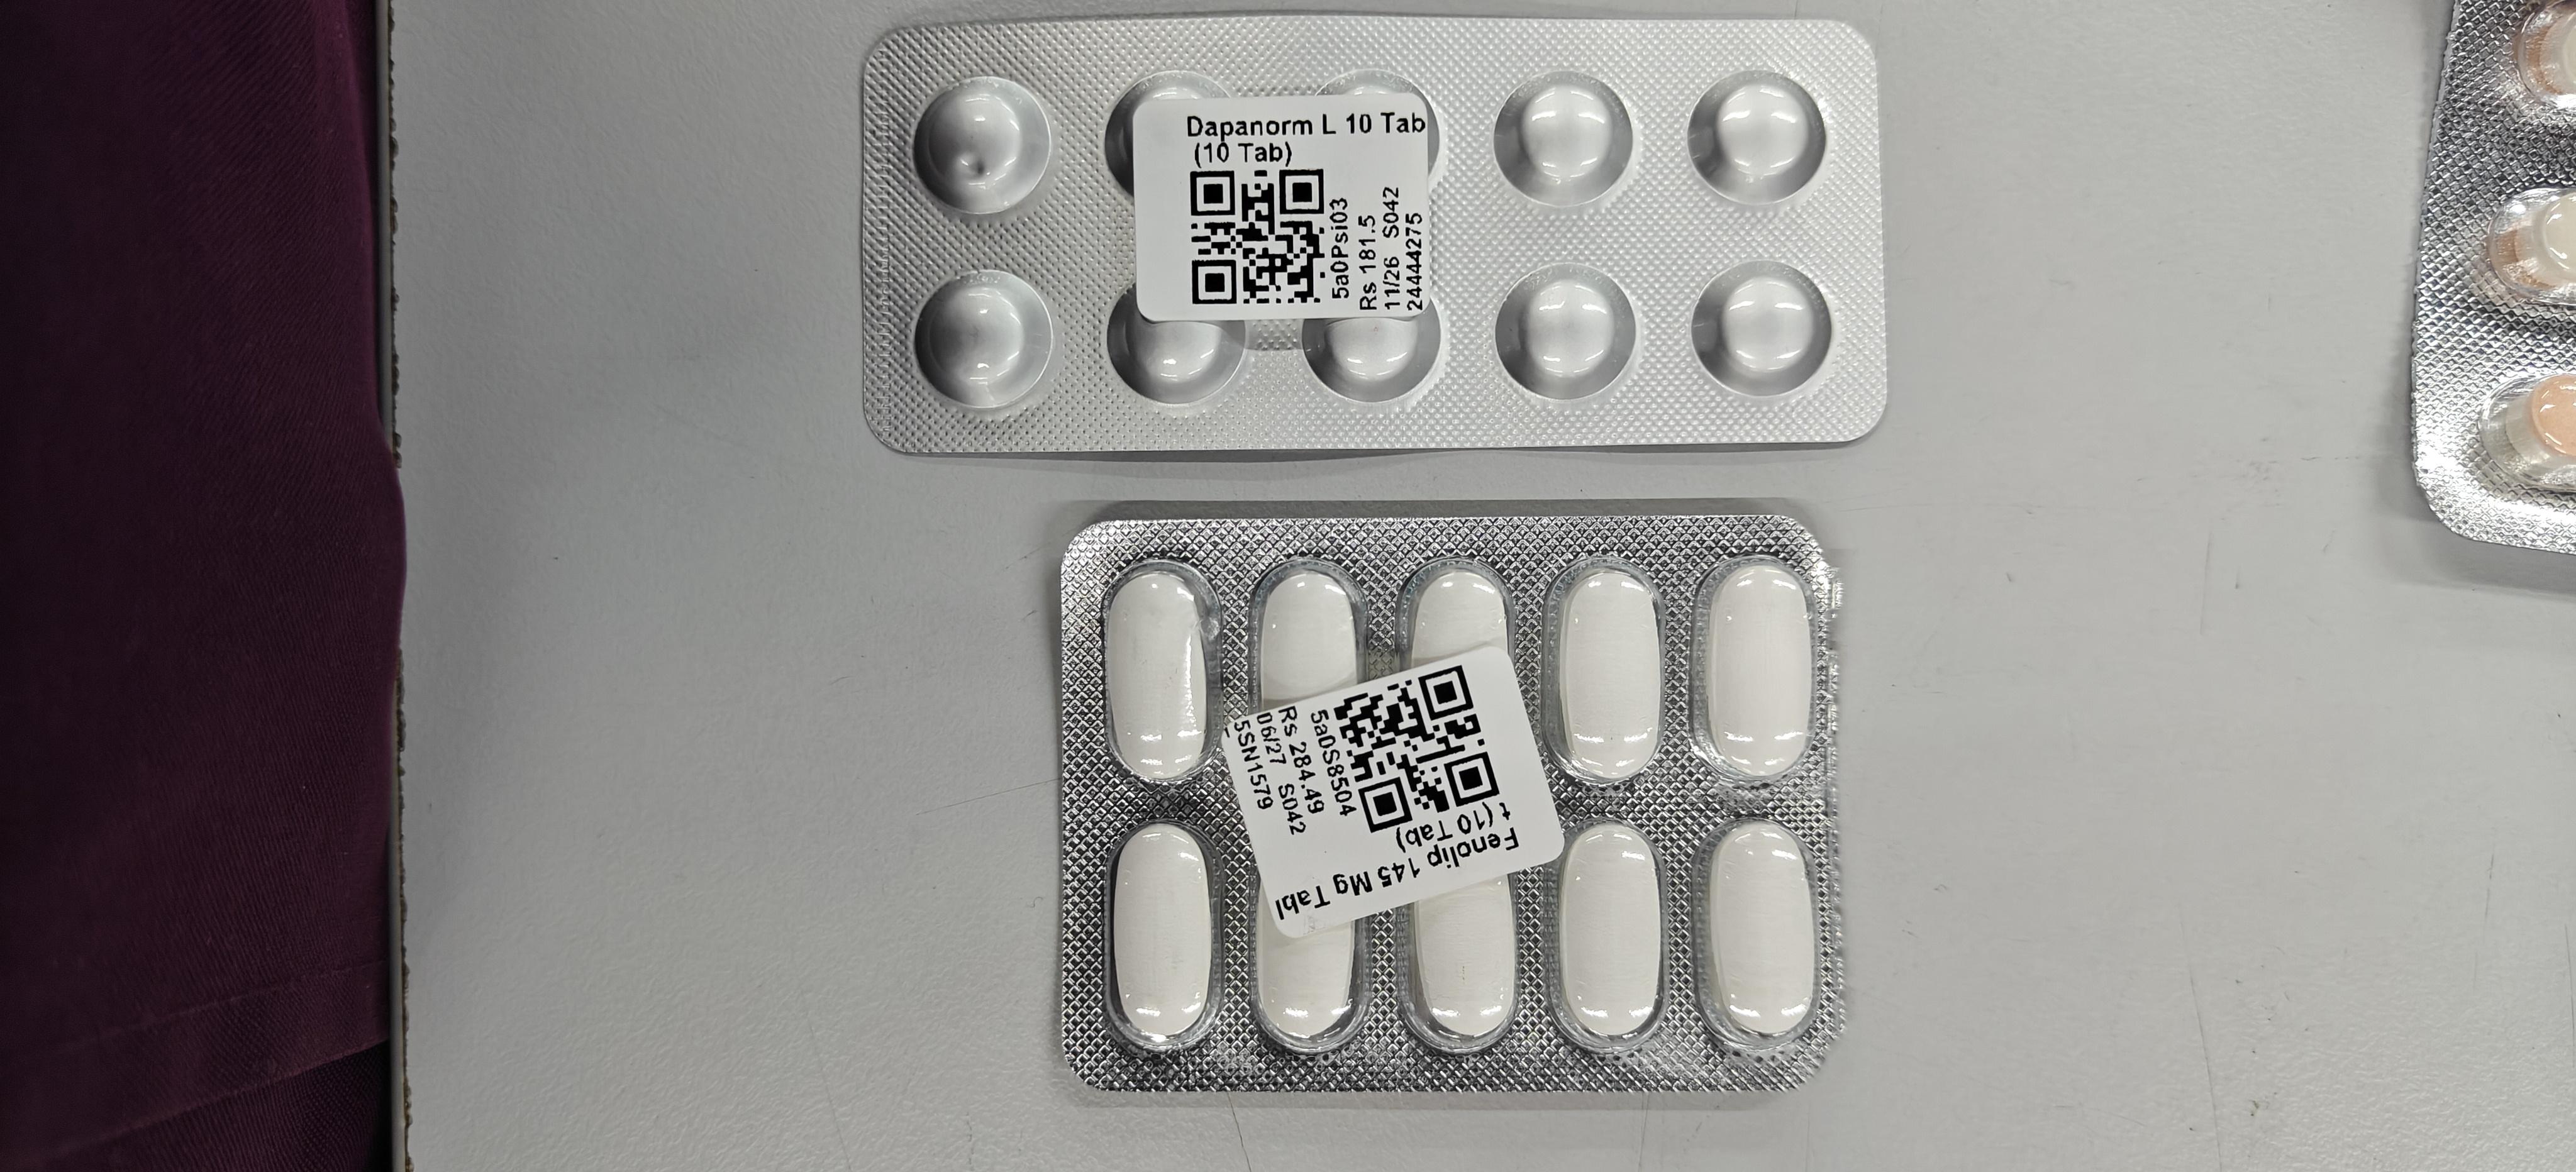 Dapanorm L 10 Tab
(10 Tab)
5a0Psi03
Rs 181.5
11/26 S042
24444275
Fenolip 145 Mg Tabl
t (10 Tab)
5a0S8504
Rs 284.49
06/27 S042
5SN1579